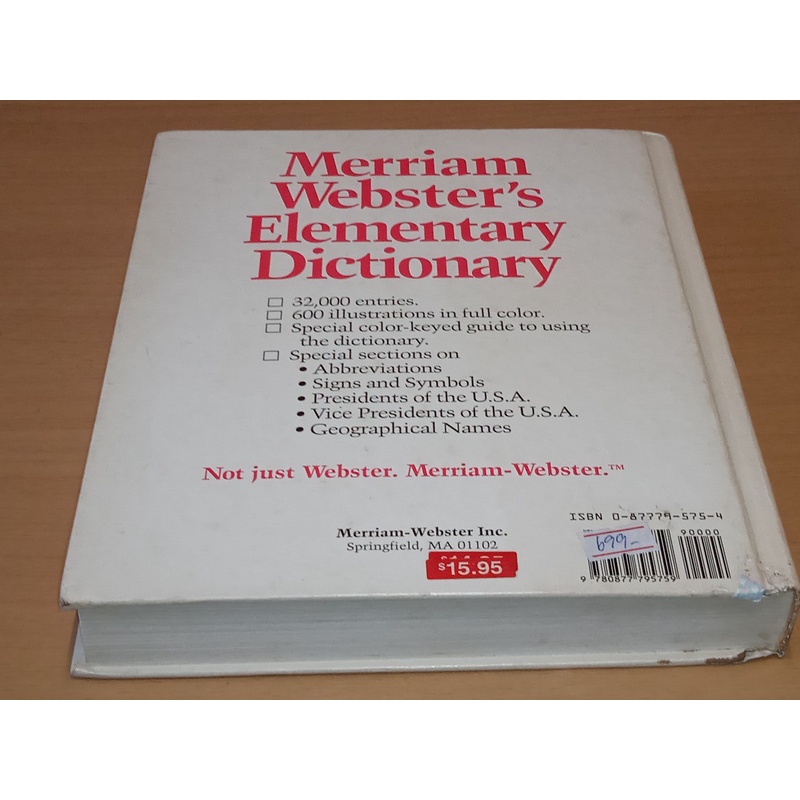 Merriam
Webster's
Elementary
Dictionary
□ 32,000 entries.
□ 600 illustrations in full color.
□ Special color-keyed guide to using
the dictionary.
□ Special sections on
• Abbreviations
• Signs and Symbols
• Presidents of the U.S.A.
• Vice Presidents of the U.S.A.
• Geographical Names
Not just Webster. Merriam-Webster.™
ISBN 0-87779-575-4
Merriam-Webster Inc.
Springfield, MA 01102
$15.95
699.-
90000
9 780877 795759